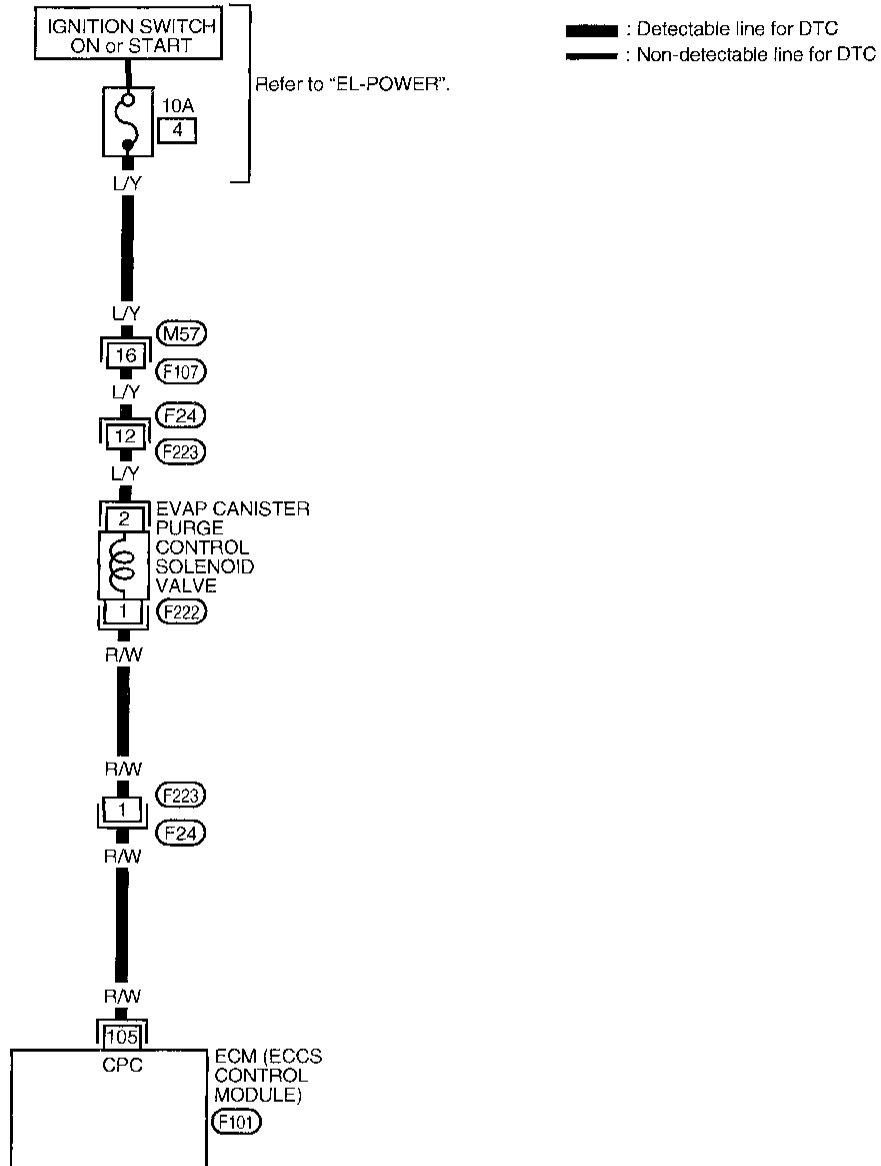 IGNITION SWITCH
ON or START
: Detectable line for DTC
: Non-detectable line for DTC
Refer to "EL-POWER".
10A
4
L/Y
L/Y
M57
16
F107
L/Y
F24
12
F223
L/Y
2
EVAP CANISTER
PURGE
CONTROL
SOLENOID
VALVE
1
F222
R/W
R/W
F223
1
F24
R/W
R/W
105
CPC
ECM (ECCS
CONTROL
MODULE)
F101